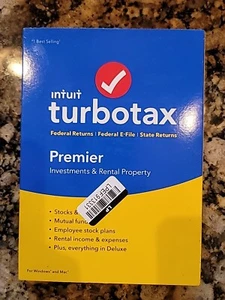 #1 Best Selling
intuit
turbotax
Federal Returns | Federal E-File | State Returns
Premier
Investments & Rental Property
• Stocks &
• Mutual fun
• Employee stock plans
• Rental income & expenses
• Plus, everything in Deluxe
For Windows and Mac